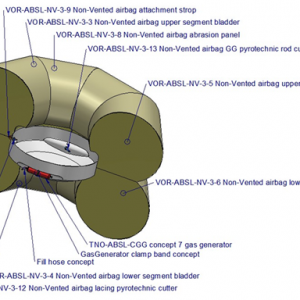 VOR-ABSL-NV-3-9 Non-Vented airbag attachment strop
VOR-ABSL-NV-3-3 Non-Vented airbag upper segment bladder
VOR-ABSL-NV-3-8 Non-Vented airbag abrasion panel
VOR-ABSL-NV-3-13 Non-Vented airbag GG pyrotechnic rod cu
VOR-ABSL-NV-3-5 Non-Vented airbag upper
VOR-ABSL-NV-3-6 Non-Vented airbag low
TNO-ABSL-CGG concept 7 gas generator
GasGenerator clamp band concept
Fill hose concept
R-ABSL-NV-3-4 Non-Vented airbag lower segment bladder
NV-3-12 Non-Vented airbag lacing pyrotechnic cutter